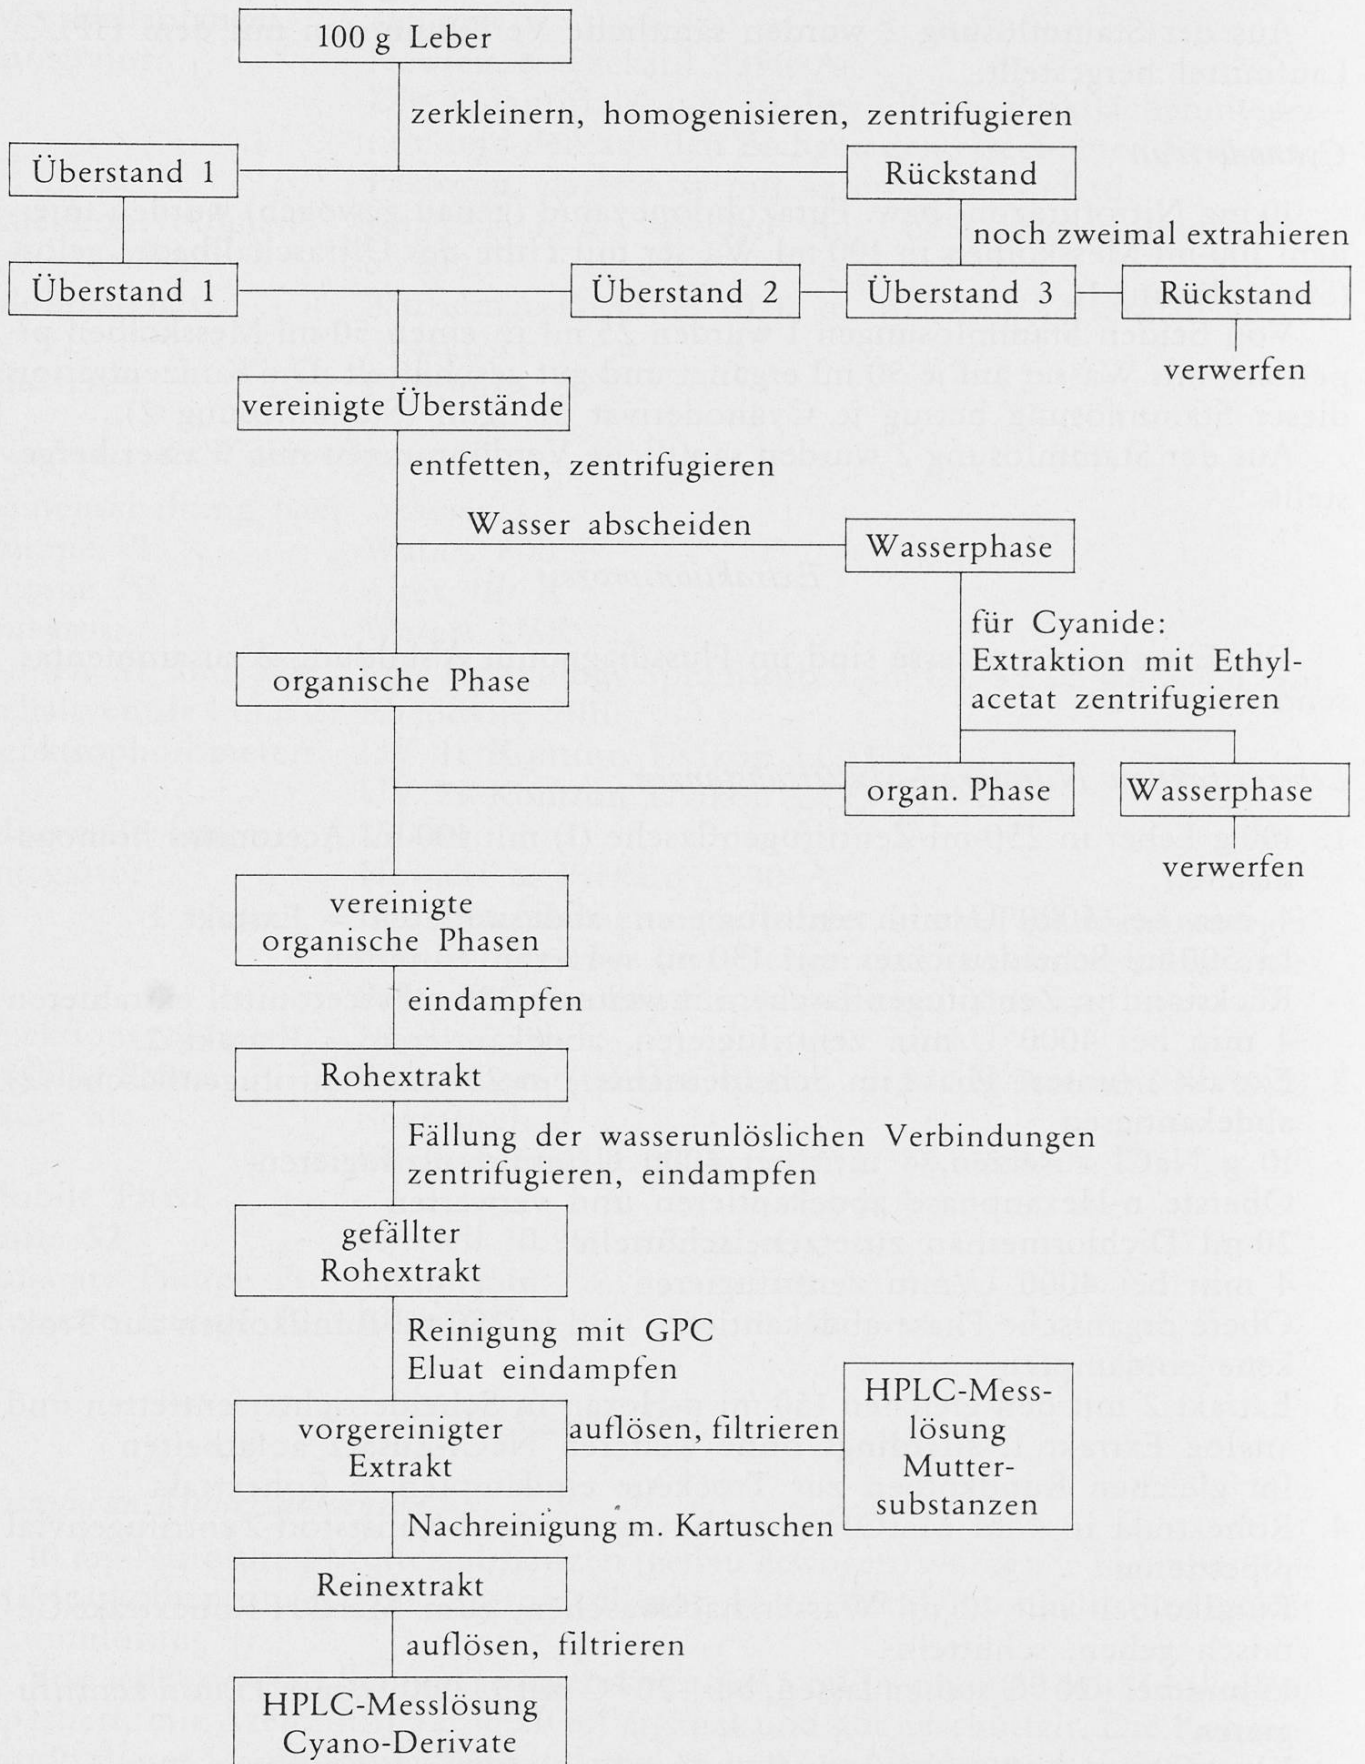 100 g Leber
zerkleinern, homogenisieren, zentrifugieren
Überstand 1
Rückstand
noch zweimal extrahieren
Überstand 1
Überstand 2
Überstand 3
Rückstand
verwerfen
vereinigte Überstände
entfetten, zentrifugieren
Wasser abscheiden
Wasserphase
für Cyanide:
Extraktion mit Ethyl-
acetat zentrifugieren
organische Phase
organ. Phase
Wasserphase
verwerfen
vereinigte
organische Phasen
eindampfen
Rohextrakt
Fällung der wasserunlöslichen Verbindungen
zentrifugieren, eindampfen
gefällter
Rohextrakt
Reinigung mit GPC
Eluat eindampfen
vorgereinigter
Extrakt
auflösen, filtrieren
HPLC-Mess-
lösung
Mutter-
substanzen
Nachreinigung m. Kartuschen
Reinextrakt
auflösen, filtrieren
HPLC-Messlösung
Cyano-Derivate